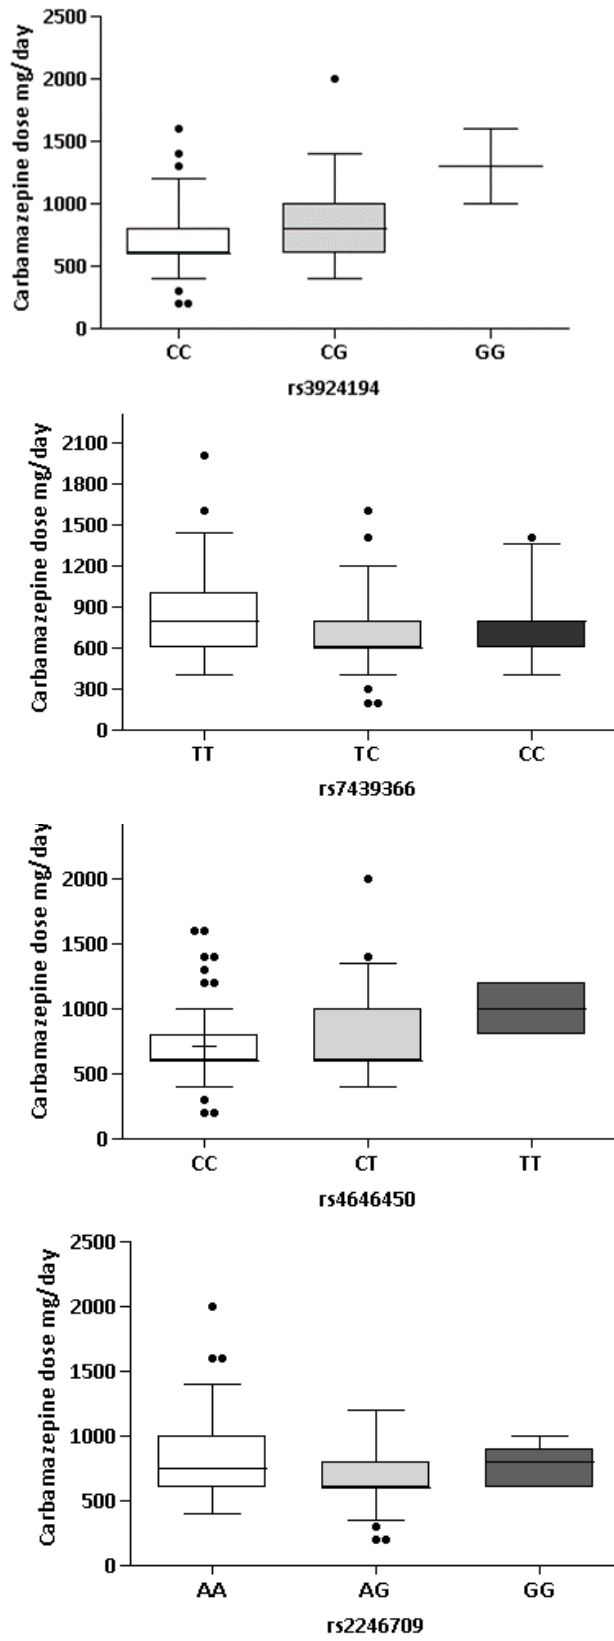 Carbamazepine dose mg/day
2500
2000
1500
1000
500
0
CC CG GG
rs3924194
Carbamazepine dose mg/day
2100
1800
1500
1200
900
600
300
0
TT TC CC
rs7439366
Carbamazepine dose mg/day
2000
1500
1000
500
0
CC CT TT
rs4646450
Carbamazepine dose mg/day
2500
2000
1500
1000
500
0
AA AG GG
rs2246709